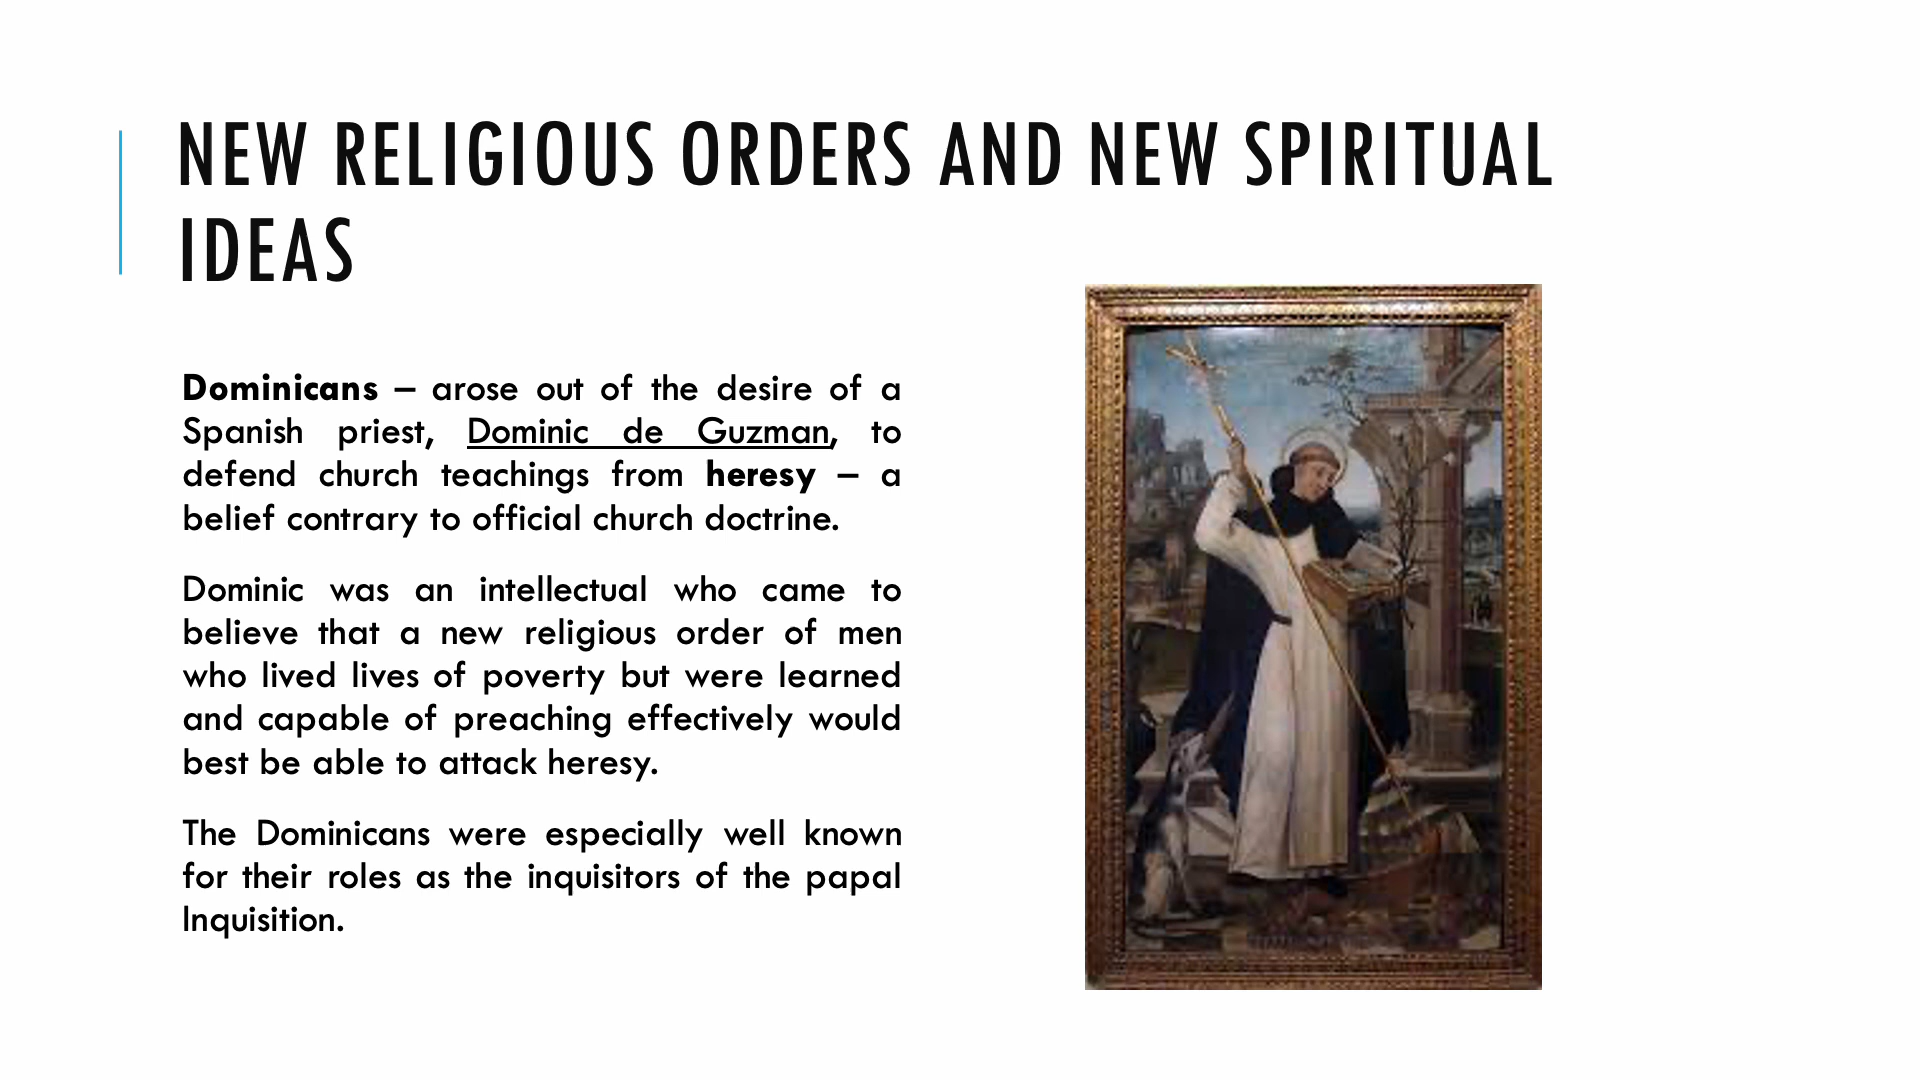 NEW RELIGIOUS ORDERS AND NEW SPIRITUAL
IDEAS
Dominicans – arose out of the desire of a
Spanish priest, Dominic de Guzman, to
defend church teachings from heresy – a
belief contrary to official church doctrine.
Dominic was an intellectual who came to
believe that a new religious order of men
who lived lives of poverty but were learned
and capable of preaching effectively would
best be able to attack heresy.
The Dominicans were especially well known
for their roles as the inquisitors of the papal
Inquisition.